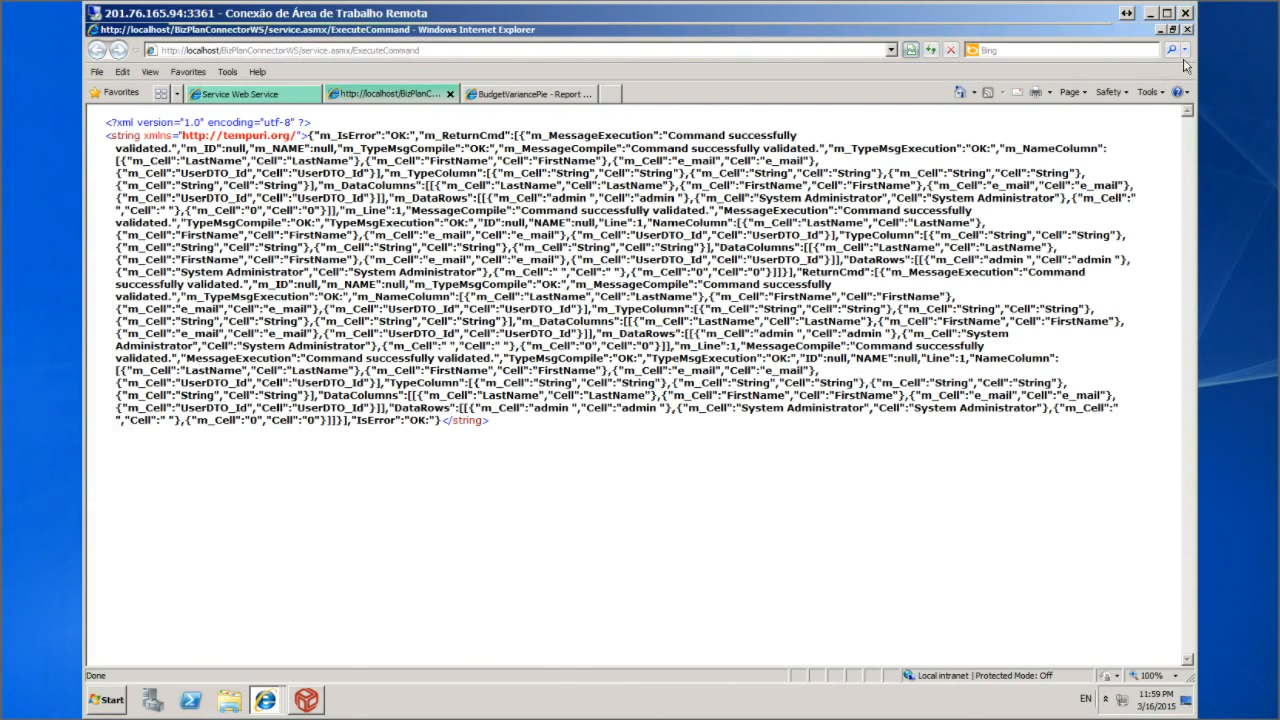 201.76.165.94:3361 - Conexão de Área de Trabalho Remota
http://localhost/BizPlanConnectorWS/service.asmx/ExecuteCommand - Windows Internet Explorer
http://localhost/BizPlanConnectorWS/service.asmx/ExecuteCommand
Bing
File Edit View Favorites Tools Help
Favorites
Service Web Service
http://localhost/BizPlanC...
BudgetVariancePie - Report ...
Page
Safety
Tools
<?xml version="1.0" encoding="utf-8" ?>
<string xmlns="http://tempuri.org/">{"m_IsError":"OK:","m_ReturnCmd":[{"m_MessageExecution":"Command successfully
validated.","m_ID":null,"m_NAME":null,"m_TypeMsgCompile":"OK:","m_MessageCompile":"Command successfully validated.","m_TypeMsgExecution":"OK:","m_NameColumn":
[{"m_Cell":"LastName","Cell":"LastName"},{"m_Cell":"FirstName","Cell":"FirstName"},{"m_Cell":"e_mail","Cell":"e_mail"},
{"m_Cell":"UserDTO_Id","Cell":"UserDTO_Id"}],"m_TypeColumn":[{"m_Cell":"String","Cell":"String"},{"m_Cell":"String","Cell":"String"},
{"m_Cell":"String","Cell":"String"},{"m_Cell":"String","Cell":"String"}],"m_DataColumns":[[{"m_Cell":"LastName","Cell":"LastName"},{"m_Cell":"FirstName","Cell":"FirstName"},{"m_Cell":"e_mail","Cell":"e_mail"},
{"m_Cell":"UserDTO_Id","Cell":"UserDTO_Id"}]],"m_DataRows":[[{"m_Cell":"admin ","Cell":"admin "},{"m_Cell":"System Administrator","Cell":"System Administrator"},{"m_Cell":"
","Cell":" "},{"m_Cell":"0","Cell":"0"}]],"m_Line":1,"MessageCompile":"Command successfully validated.","MessageExecution":"Command successfully
validated.","TypeMsgCompile":"OK:","TypeMsgExecution":"OK:","ID":null,"NAME":null,"Line":1,"NameColumn":[{"m_Cell":"LastName","Cell":"LastName"},
{"m_Cell":"FirstName","Cell":"FirstName"},{"m_Cell":"e_mail","Cell":"e_mail"},{"m_Cell":"UserDTO_Id","Cell":"UserDTO_Id"}],"TypeColumn":[{"m_Cell":"String","Cell":"String"},
{"m_Cell":"String","Cell":"String"},{"m_Cell":"String","Cell":"String"},{"m_Cell":"String","Cell":"String"}],"DataColumns":[[{"m_Cell":"LastName","Cell":"LastName"},
{"m_Cell":"FirstName","Cell":"FirstName"},{"m_Cell":"e_mail","Cell":"e_mail"},{"m_Cell":"UserDTO_Id","Cell":"UserDTO_Id"}]],"DataRows":[[{"m_Cell":"admin ","Cell":"admin "},
{"m_Cell":"System Administrator","Cell":"System Administrator"},{"m_Cell":" ","Cell":" "},{"m_Cell":"0","Cell":"0"}]]}],"ReturnCmd":[{"m_MessageExecution":"Command
successfully validated.","m_ID":null,"m_NAME":null,"m_TypeMsgCompile":"OK:","m_MessageCompile":"Command successfully
validated.","m_TypeMsgExecution":"OK:","m_NameColumn":[{"m_Cell":"LastName","Cell":"LastName"},{"m_Cell":"FirstName","Cell":"FirstName"},
{"m_Cell":"e_mail","Cell":"e_mail"},{"m_Cell":"UserDTO_Id","Cell":"UserDTO_Id"}],"m_TypeColumn":[{"m_Cell":"String","Cell":"String"},{"m_Cell":"String","Cell":"String"},
{"m_Cell":"String","Cell":"String"},{"m_Cell":"String","Cell":"String"}],"m_DataColumns":[[{"m_Cell":"LastName","Cell":"LastName"},{"m_Cell":"FirstName","Cell":"FirstName"},
{"m_Cell":"e_mail","Cell":"e_mail"},{"m_Cell":"UserDTO_Id","Cell":"UserDTO_Id"}]],"m_DataRows":[[{"m_Cell":"admin ","Cell":"admin "},{"m_Cell":"System
Administrator","Cell":"System Administrator"},{"m_Cell":" ","Cell":" "},{"m_Cell":"0","Cell":"0"}]],"m_Line":1,"MessageCompile":"Command successfully
validated.","MessageExecution":"Command successfully validated.","TypeMsgCompile":"OK:","TypeMsgExecution":"OK:","ID":null,"NAME":null,"Line":1,"NameColumn":
[{"m_Cell":"LastName","Cell":"LastName"},{"m_Cell":"FirstName","Cell":"FirstName"},{"m_Cell":"e_mail","Cell":"e_mail"},
{"m_Cell":"UserDTO_Id","Cell":"UserDTO_Id"}],"TypeColumn":[{"m_Cell":"String","Cell":"String"},{"m_Cell":"String","Cell":"String"},{"m_Cell":"String","Cell":"String"},
{"m_Cell":"String","Cell":"String"}],"DataColumns":[[{"m_Cell":"LastName","Cell":"LastName"},{"m_Cell":"FirstName","Cell":"FirstName"},{"m_Cell":"e_mail","Cell":"e_mail"},
{"m_Cell":"UserDTO_Id","Cell":"UserDTO_Id"}]],"DataRows":[[{"m_Cell":"admin ","Cell":"admin "},{"m_Cell":"System Administrator","Cell":"System Administrator"},{"m_Cell":"
","Cell":" "},{"m_Cell":"0","Cell":"0"}]]}],"IsError":"OK:"}</string>
Done
Local intranet | Protected Mode: Off
100%
Start
EN
11:59 PM
3/16/2015